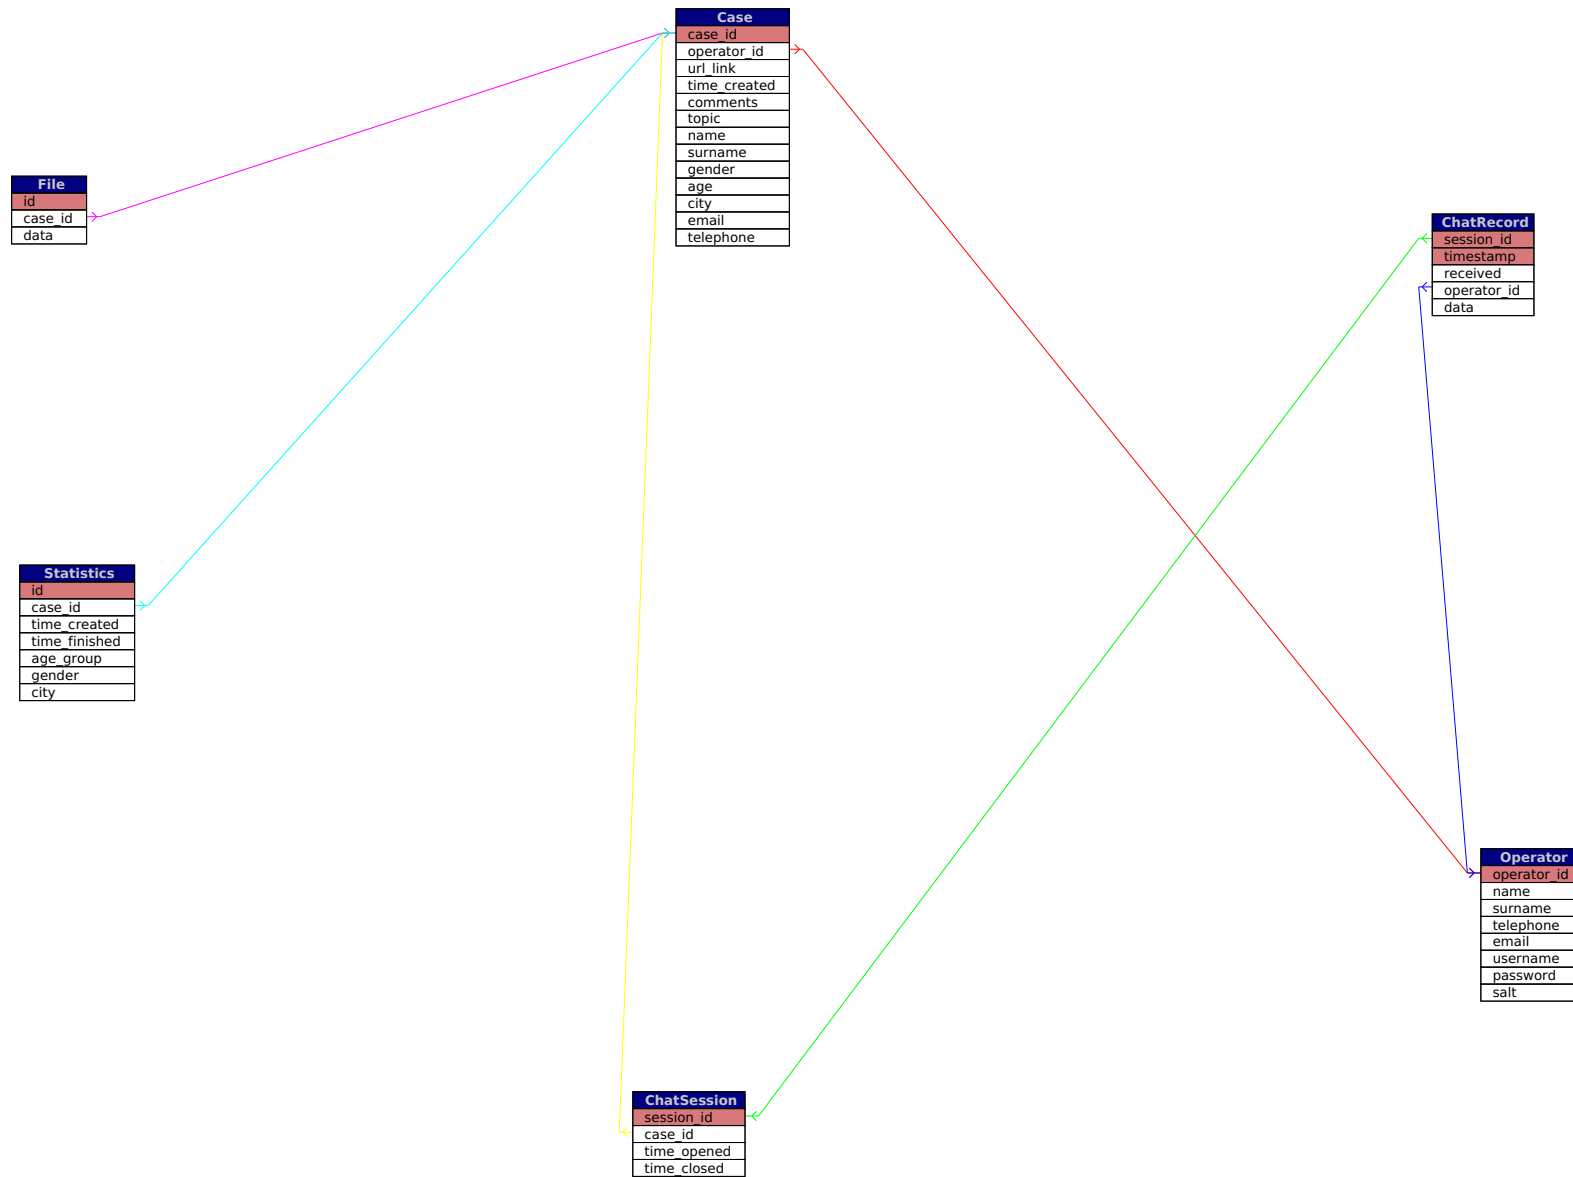 Case
case_id
operator_id
url_link
time_created
comments
topic
name
surname
gender
age
city
email
telephone
File
id
case_id
data
ChatRecord
session_id
timestamp
received
operator_id
data
Statistics
id
case_id
time_created
time_finished
age_group
gender
city
Operator
operator_id
name
surname
telephone
email
username
password
salt
ChatSession
session_id
case_id
time_opened
time_closed